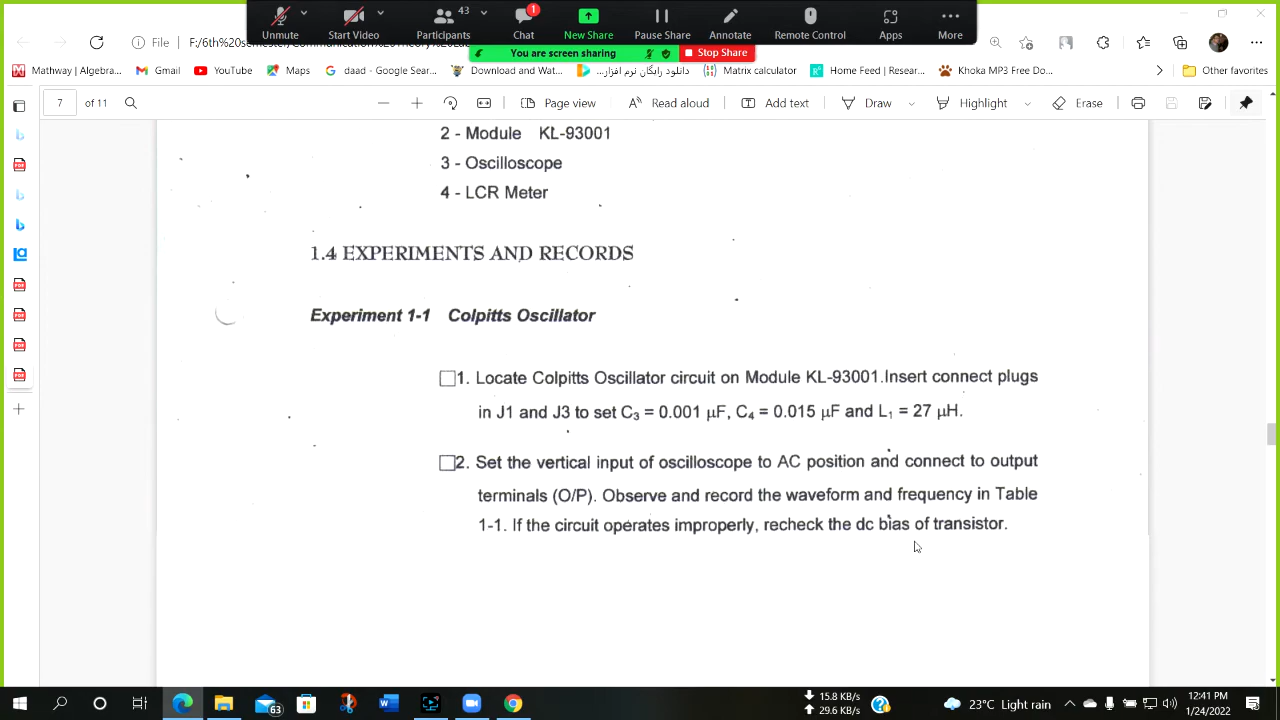 43
1
Unmute
Start Video
Participants
Chat
New Share
Pause Share
Annotate
Remote Control
Apps
More
You are screen sharing
Stop Share
File
Mathway | Algebra...
Gmail
YouTube
Maps
daad - Google Sear...
Download and Wat...
دانلود رایگان نرم افزار...
Matrix calculator
Home Feed | Resear...
Khoka MP3 Free Do...
Other favorites
7
of 11
Page view
Read aloud
Add text
Draw
Highlight
Erase
2 - Module KL-93001
3 - Oscilloscope
4 - LCR Meter
1.4 EXPERIMENTS AND RECORDS
Experiment 1-1 Colpitts Oscillator
1. Locate Colpitts Oscillator circuit on Module KL-93001.Insert connect plugs
in J1 and J3 to set C₃ = 0.001 μF, C₄ = 0.015 μF and L₁ = 27 μH.
2. Set the vertical input of oscilloscope to AC position and connect to output
terminals (O/P). Observe and record the waveform and frequency in Table
1-1. If the circuit operates improperly, recheck the dc bias of transistor.
63
15.8 KB/s
29.6 KB/s
23°C Light rain
12:41 PM
1/24/2022